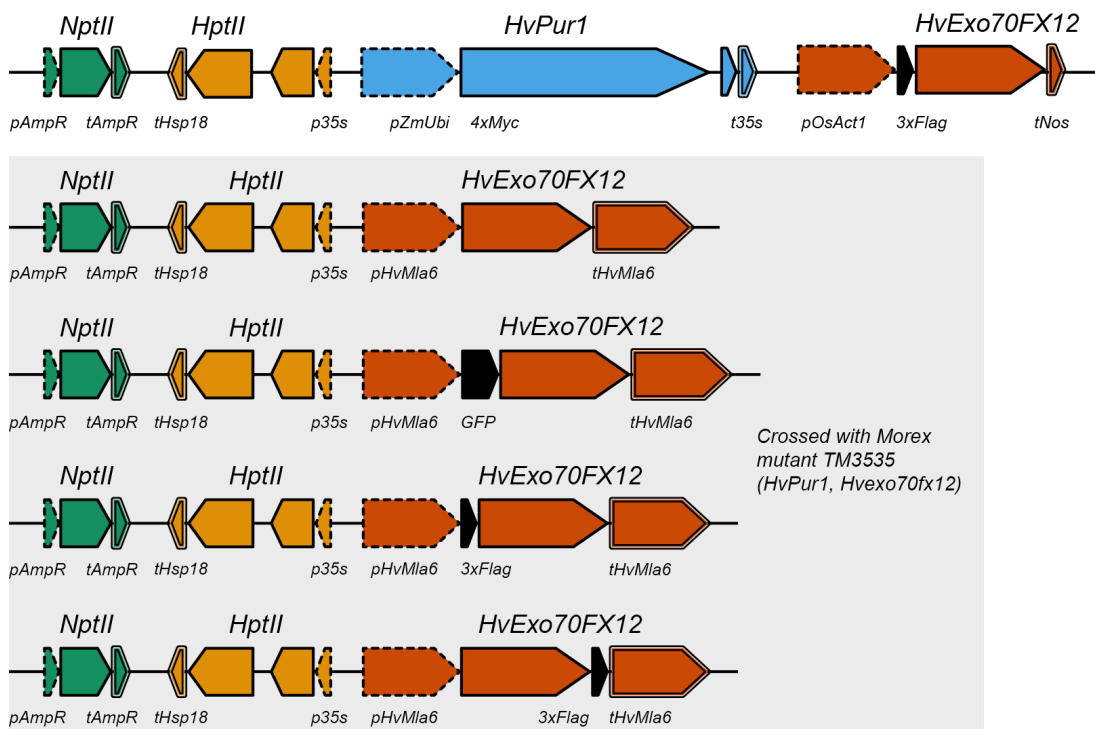 NptII HptII HvPur1 HvExo70FX12
pAmpR tAmpR tHsp18 p35s pZmUbi 4xMyc t35s pOsAct1 3xFlag tNos
NptII HptII HvExo70FX12
pAmpR tAmpR tHsp18 p35s pHvMla6 tHvMla6
NptII HptII HvExo70FX12
pAmpR tAmpR tHsp18 p35s pHvMla6 GFP tHvMla6
Crossed with Morex
mutant TM3535
(HvPur1, Hvexo70fx12)
NptII HptII HvExo70FX12
pAmpR tAmpR tHsp18 p35s pHvMla6 3xFlag tHvMla6
NptII HptII HvExo70FX12
pAmpR tAmpR tHsp18 p35s pHvMla6 3xFlag tHvMla6